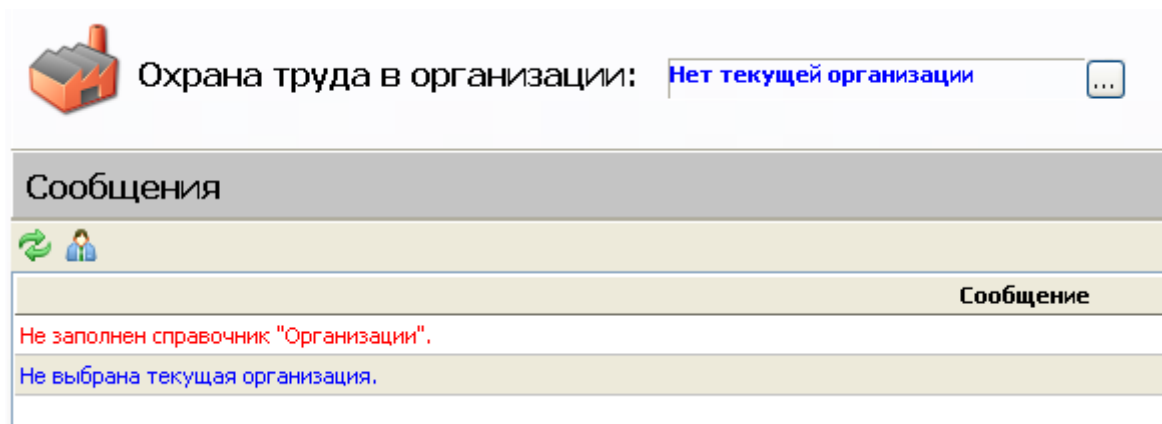 Охрана труда в организации: Нет текущей организации ...
Сообщения
Сообщение
Не заполнен справочник "Организации".
Не выбрана текущая организация.